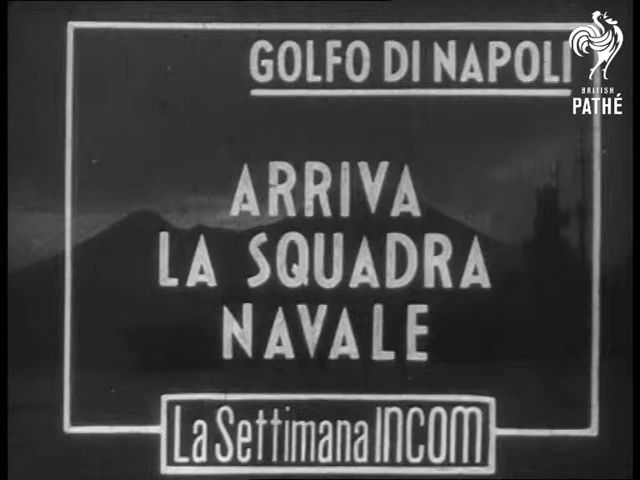 GOLFO DI NAPOLI
BRITISH
PATHÉ
ARRIVA
LA SQUADRA
NAVALE
La Settimana INCOM